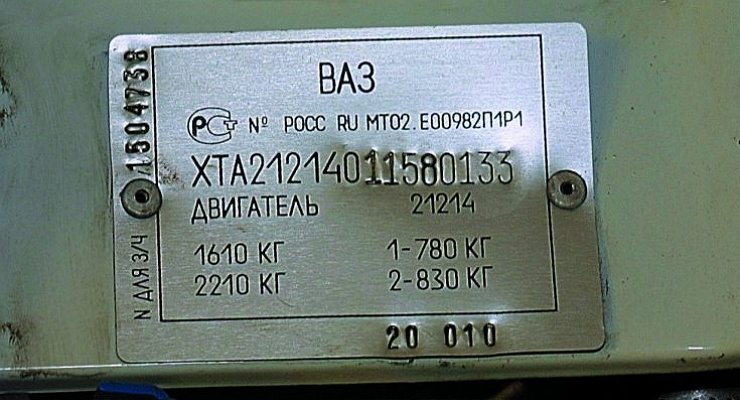 ВАЗ
РСТ № РОСС RU МТ02.Е00982П1Р1
XTA21214011580133
ДВИГАТЕЛЬ 21214
1610 КГ 1-780 КГ
2210 КГ 2-830 КГ
20 010
N ДЛЯ З/Ч 1504738